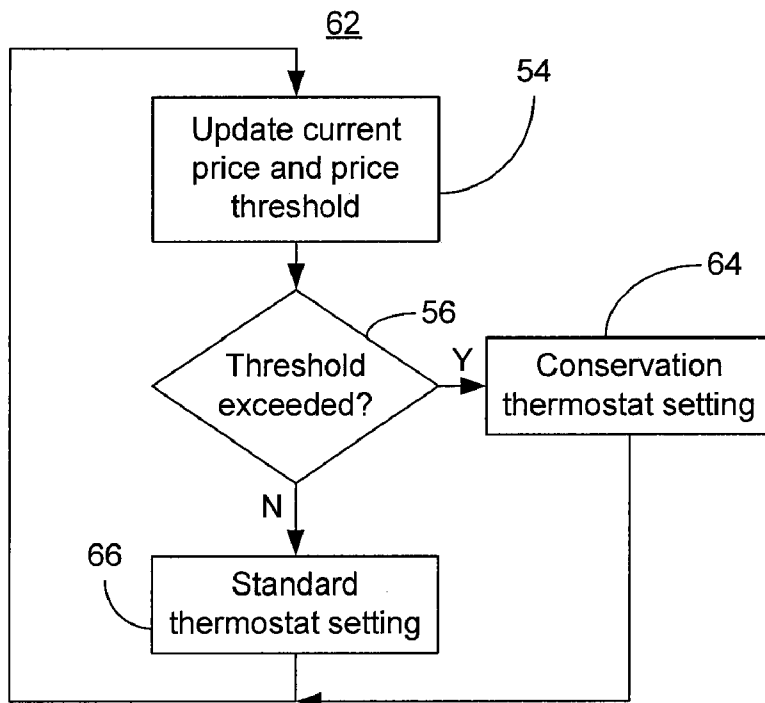 62
54
Update current
price and price
threshold
56
64
Threshold
exceeded?
Y
Conservation
thermostat setting
N
66
Standard
thermostat setting